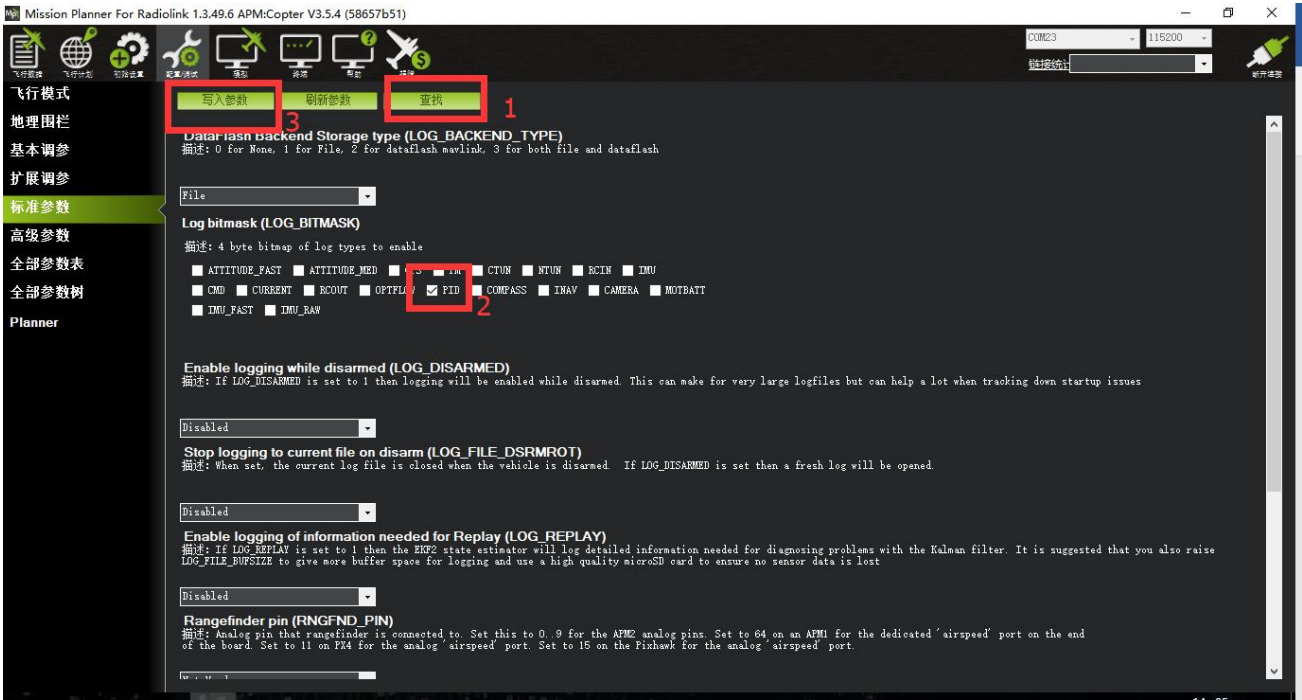 Mission Planner For Radiolink 1.3.49.6 APM:Copter V3.5.4 (58657b51)
飞行数据 飞行计划 初始设置 配置/调试 模拟 终端 帮助
COM23 115200
链接统计
断开连接
飞行模式
地理围栏
基本调参
扩展调参
标准参数
高级参数
全部参数表
全部参数树
Planner
写入参数 刷新参数 查找 1
3
DataFlash Backend Storage type (LOG_BACKEND_TYPE)
描述: 0 for None, 1 for File, 2 for dataflash mavlink, 3 for both file and dataflash
File
Log bitmask (LOG_BITMASK)
描述: 4 byte bitmap of log types to enable
ATTITUDE_FAST ATTITUDE_MED GPS PM CTUN NTUN RCIN IMU
CMD CURRENT RCOUT OPTFLOW PID COMPASS INAV CAMERA MOTBATT
2
IMU_FAST IMU_RAW
Enable logging while disarmed (LOG_DISARMED)
描述: If LOG_DISARMED is set to 1 then logging will be enabled while disarmed. This can make for very large logfiles but can help a lot when tracking down startup issues
Disabled
Stop logging to current file on disarm (LOG_FILE_DSRMROT)
描述: When set, the current log file is closed when the vehicle is disarmed. If LOG_DISARMED is set then a fresh log will be opened.
Disabled
Enable logging of information needed for Replay (LOG_REPLAY)
描述: If LOG_REPLAY is set to 1 then the EKF2 state estimator will log detailed information needed for diagnosing problems with the Kalman filter. It is suggested that you also raise
LOG_FILE_BUFSIZE to give more buffer space for logging and use a high quality microSD card to ensure no sensor data is lost
Disabled
Rangefinder pin (RNGFND_PIN)
描述: Analog pin that rangefinder is connected to. Set this to 0..9 for the APM2 analog pins. Set to 64 on an APM1 for the dedicated 'airspeed' port on the end
of the board. Set to 11 on PX4 for the analog 'airspeed' port. Set to 15 on the Pixhawk for the analog 'airspeed' port.